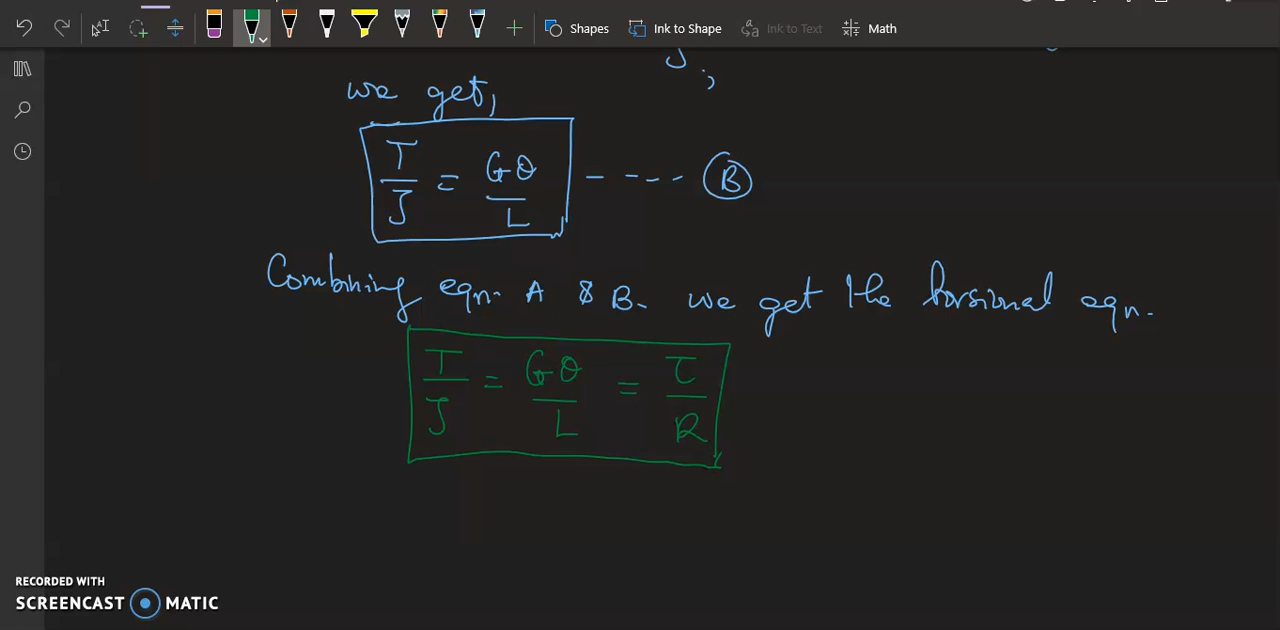 Shapes Ink to Shape Ink to Text Math
we get,
T/J = Gθ/L - ---- B
Combining eqn. A & B. we get the torsional eqn.
T/J = Gθ/L = τ/R
RECORDED WITH
SCREENCAST MATIC